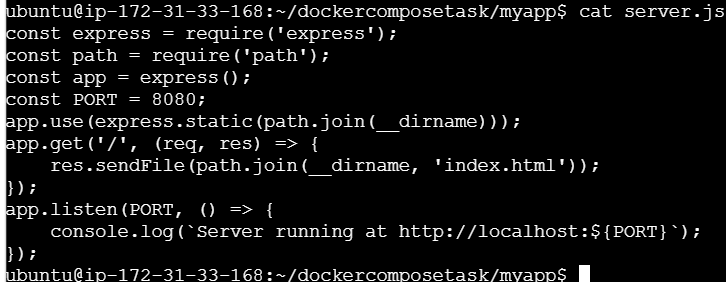 ubuntu@ip-172-31-33-168:~/dockercomposetask/myapp$ cat server.js
const express = require('express');
const path = require('path');
const app = express();
const PORT = 8080;
app.use(express.static(path.join(__dirname)));
app.get('/', (req, res) => {
    res.sendFile(path.join(__dirname, 'index.html'));
});
app.listen(PORT, () => {
    console.log(`Server running at http://localhost:${PORT}`);
});
ubuntu@ip-172-31-33-168:~/dockercomposetask/myapp$